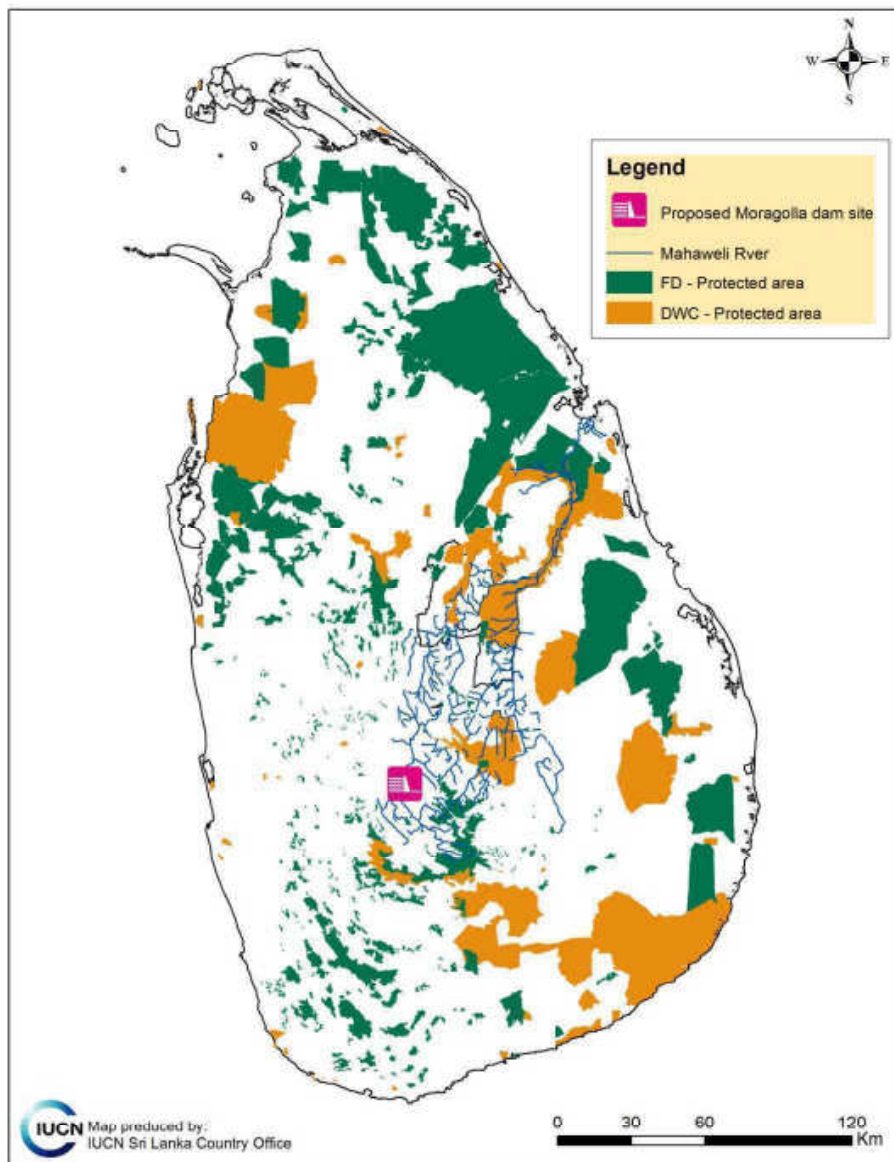 N
W E
S
Legend
Proposed Moragolla dam site
Mahaweli Rver
FD - Protected area
DWC - Protected area
IUCN
Map preduced by:
IUCN Sri Lanka Country Office
0 30 60 120
Km